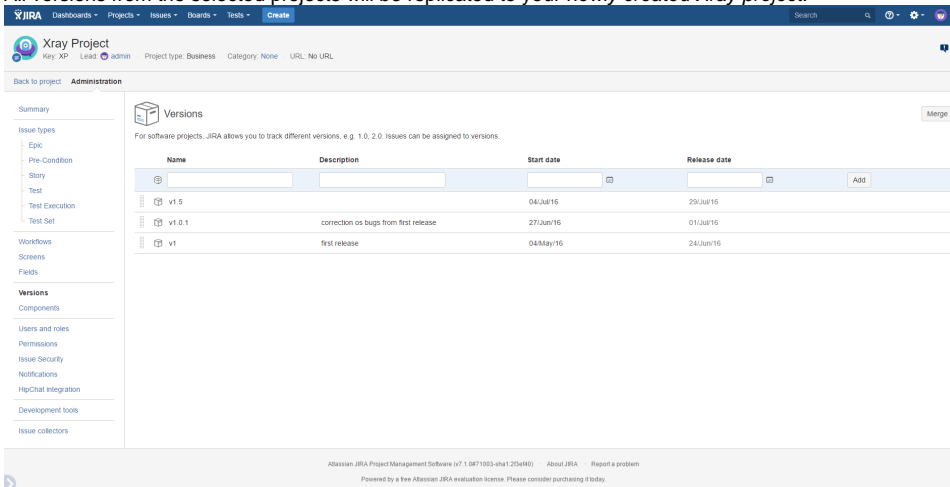 All versions from the selected projects will be replicated to your newly created Xray project.
JIRA Dashboards Projects Issues Boards Tests Create Search
Xray Project
Key: XP Lead: admin Project type: Business Category: None URL: No URL
Back to project Administration
Summary
Issue types
Epic
Pre-Condition
Story
Test
Test Execution
Test Set
Workflows
Screens
Fields
Versions
Components
Users and roles
Permissions
Issue Security
Notifications
HipChat integration
Development tools
Issue collectors
Versions
Merge
For software projects, JIRA allows you to track different versions, e.g. 1.0, 2.0. Issues can be assigned to versions.
Name Description Start date Release date
Add
v1.5 04/Jul/16 29/Jul/16
v1.0.1 correction os bugs from first release 27/Jun/16 01/Jul/16
v1 first release 04/May/16 24/Jun/16
Atlassian JIRA Project Management Software (v7.1.0#71003-sha1:2f3ef40) · About JIRA · Report a problem
Powered by a free Atlassian JIRA evaluation license. Please consider purchasing it today.